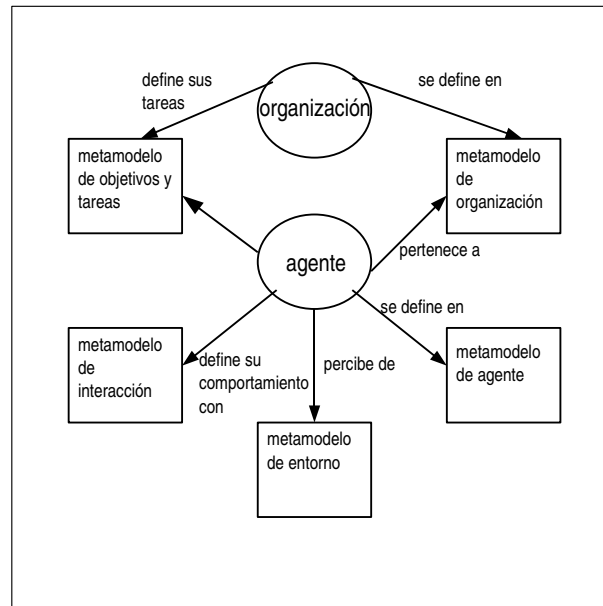 define sus
tareas
organización
se define en
metamodelo
de objetivos y
tareas
metamodelo
de
organización
agente
pertenece a
se define en
metamodelo
de
interacción
define su
comportamiento
con
percibe de
metamodelo
de agente
metamodelo
de entorno